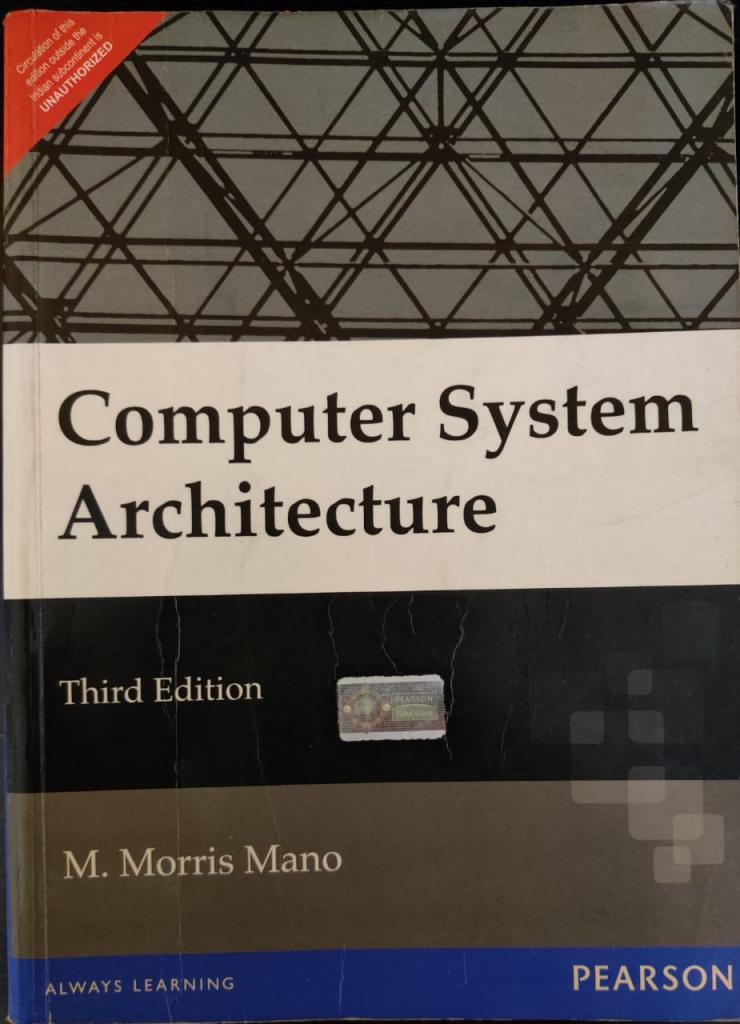 Circulation of this
edition outside the
Indian subcontinent is
UNAUTHORIZED
Computer System
Architecture
Third Edition
PEARSON
Education
M. Morris Mano
ALWAYS LEARNING
PEARSON